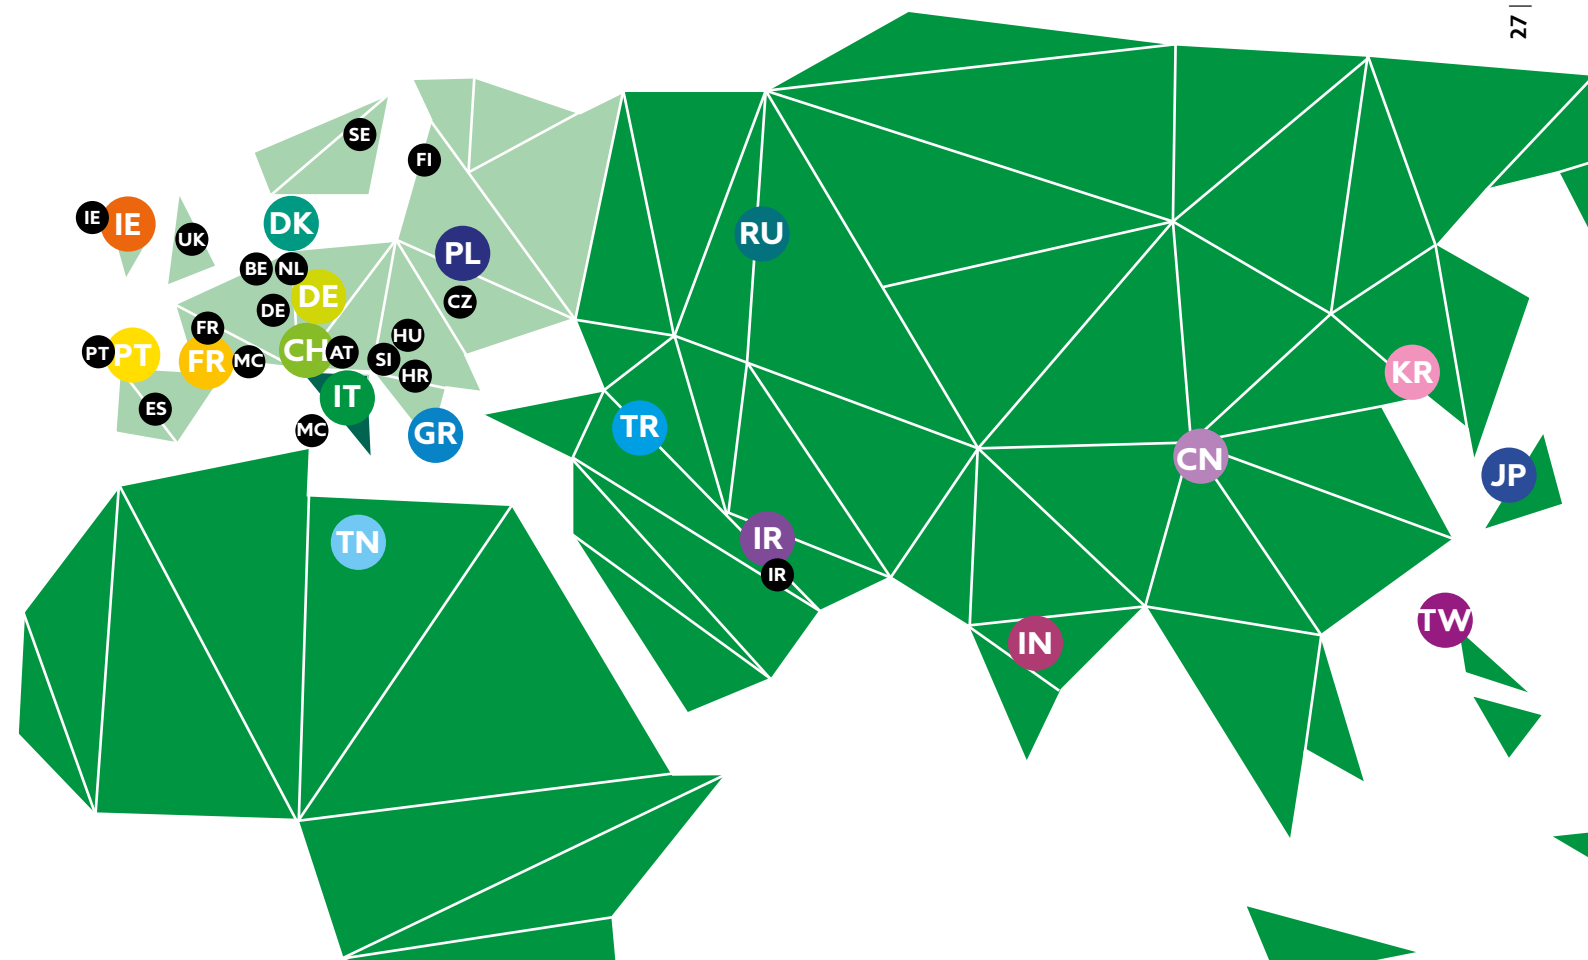 27 |
SE
FI
IE
IE
UK
DK
RU
PL
BE
NL
DE
DE
CZ
FR
HU
PT
PT
FR
MC
CH
AT
SI
HR
KR
IT
ES
MC
GR
TR
CN
JP
TN
IR
IR
TW
IN